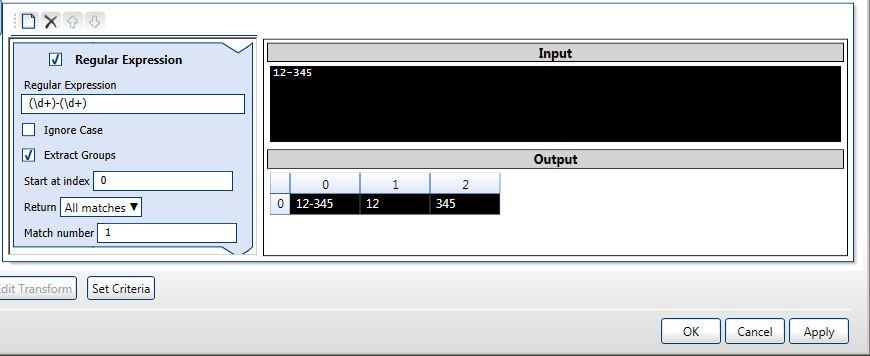 Regular Expression
Regular Expression
(\d+)-(\d+)
Ignore Case
Extract Groups
Start at index 0
Return All matches
Match number 1
Input
12-345
Output
0 1 2
0 12-345 12 345
dit Transform Set Criteria
OK Cancel Apply